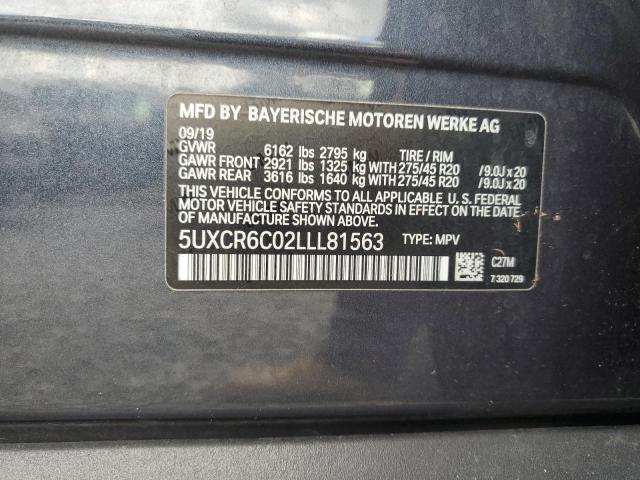 MFD BY BAYERISCHE MOTOREN WERKE AG
09/19
GVWR 6162 lbs 2795 kg TIRE / RIM
GAWR FRONT 2921 lbs 1325 kg WITH 275/45 R20 / 9.0J x 20
GAWR REAR 3616 lbs 1640 kg WITH 275/45 R20 / 9.0J x 20
THIS VEHICLE CONFORMS TO ALL APPLICABLE U. S. FEDERAL
MOTOR VEHICLE SAFETY STANDARDS IN EFFECT ON THE DATE OF
MANUFACTURE SHOWN ABOVE.
5UXCR6C02LLL81563 TYPE: MPV
C27M
7 320 729